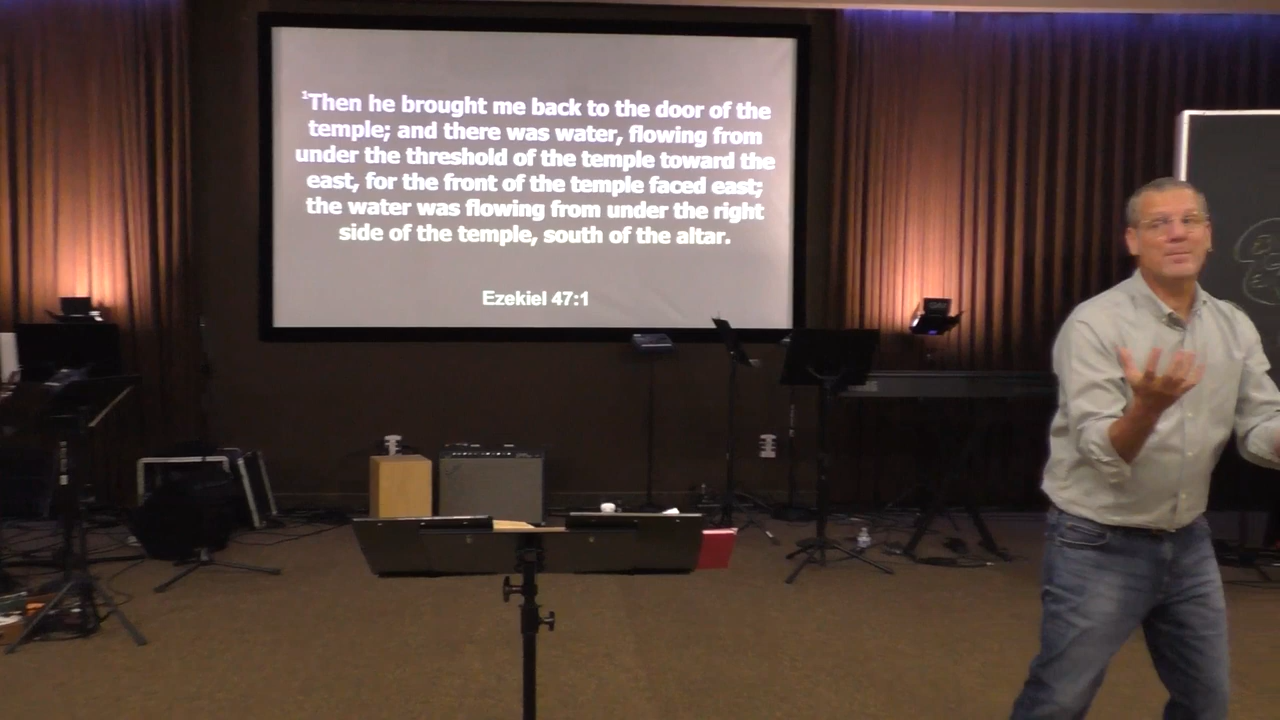 ¹Then he brought me back to the door of the
temple; and there was water, flowing from
under the threshold of the temple toward the
east, for the front of the temple faced east;
the water was flowing from under the right
side of the temple, south of the altar.
Ezekiel 47:1